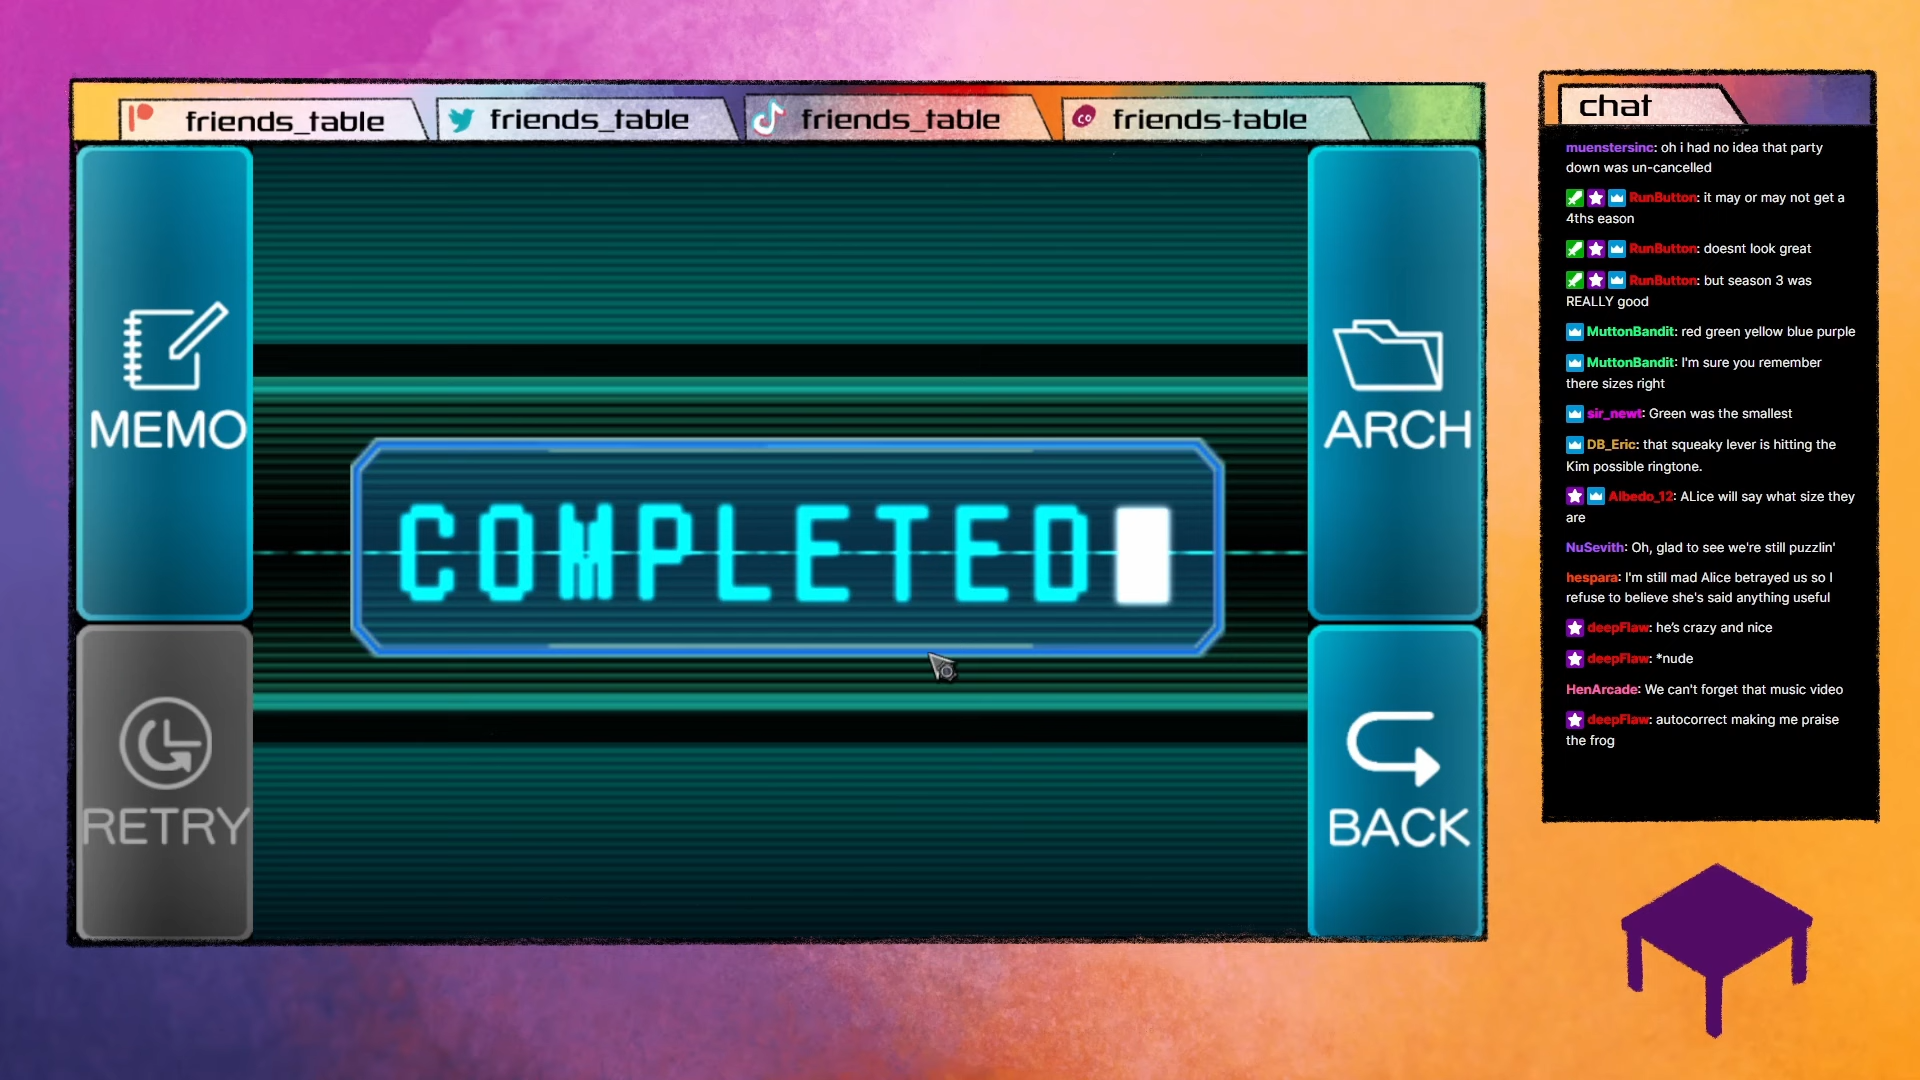 friends_table
friends_table
friends_table
friends-table
MEMO
RETRY
COMPLETED
ARCH
BACK
chat
muenstersinc: oh i had no idea that party
down was un-cancelled
RunButton: it may or may not get a
4ths eason
RunButton: doesnt look great
RunButton: but season 3 was
REALLY good
MuttonBandit: red green yellow blue purple
MuttonBandit: I'm sure you remember
there sizes right
sir_newt: Green was the smallest
DB_Eric: that squeaky lever is hitting the
Kim possible ringtone.
Albedo_12: ALice will say what size they
are
NuSevith: Oh, glad to see we're still puzzlin'
hespara: I'm still mad Alice betrayed us so I
refuse to believe she's said anything useful
deepFlaw: he's crazy and nice
deepFlaw: *nude
HenArcade: We can't forget that music video
deepFlaw: autocorrect making me praise
the frog